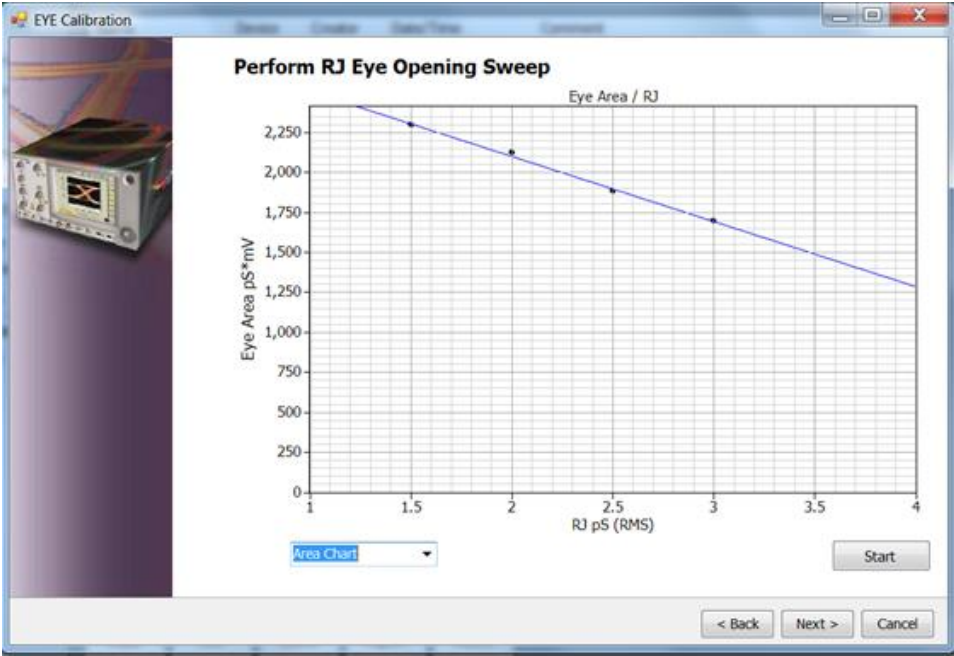 EYE Calibration
Perform RJ Eye Opening Sweep
Eye Area / RJ
2,250
2,000
1,750
1,500
1,250
1,000
750
500
250
0
Eye Area pS*mV
1 1.5 2 2.5 3 3.5 4
RJ pS (RMS)
Area Chart
Start
< Back Next > Cancel